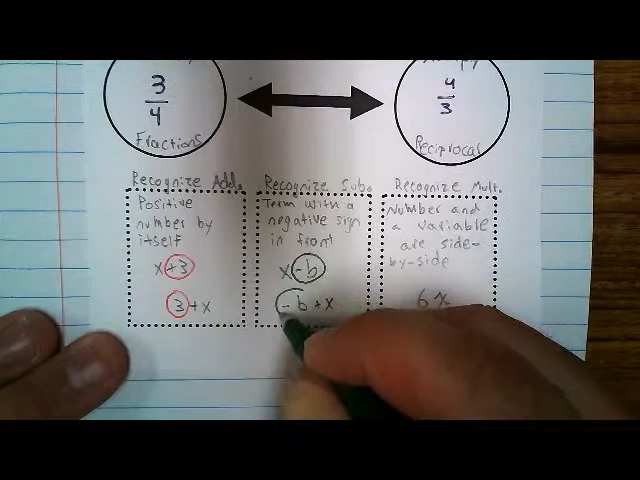 3
4
Fractions
4
3
Reciprocal
Recognize Add.
Positive
number by
itself
x+3
3+x
Recognize Sub.
Term with a
negative sign
in front
x-b
-b+x
Recognize Mult.
Number and
a variable
are side-
by-side
6x